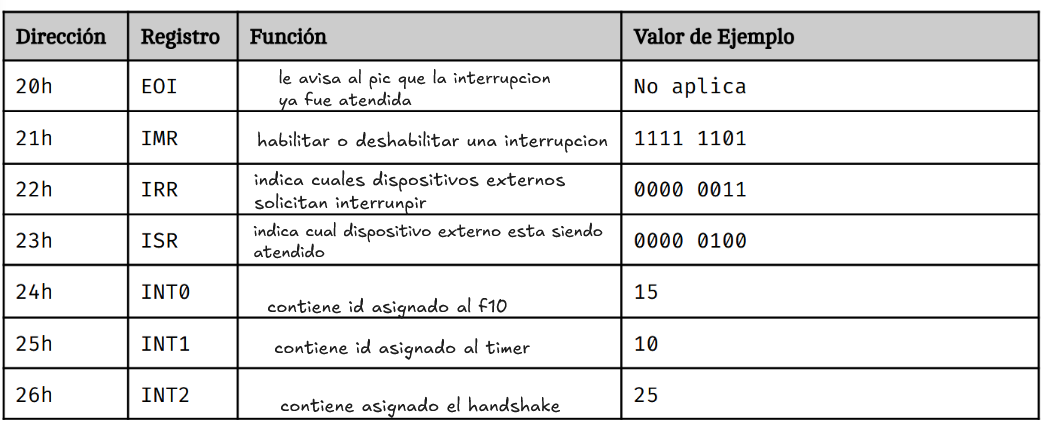 Dirección Registro Función Valor de Ejemplo
20h EOI le avisa al pic que la interrupcion No aplica
ya fue atendida
21h IMR habilitar o deshabilitar una interrupcion 1111 1101
22h IRR indica cuales dispositivos externos 0000 0011
solicitan interrunpir
23h ISR indica cual dispositivo externo esta siendo 0000 0100
atendido
24h INT0 contiene id asignado al f10 15
25h INT1 contiene id asignado al timer 10
26h INT2 contiene asignado el handshake 25